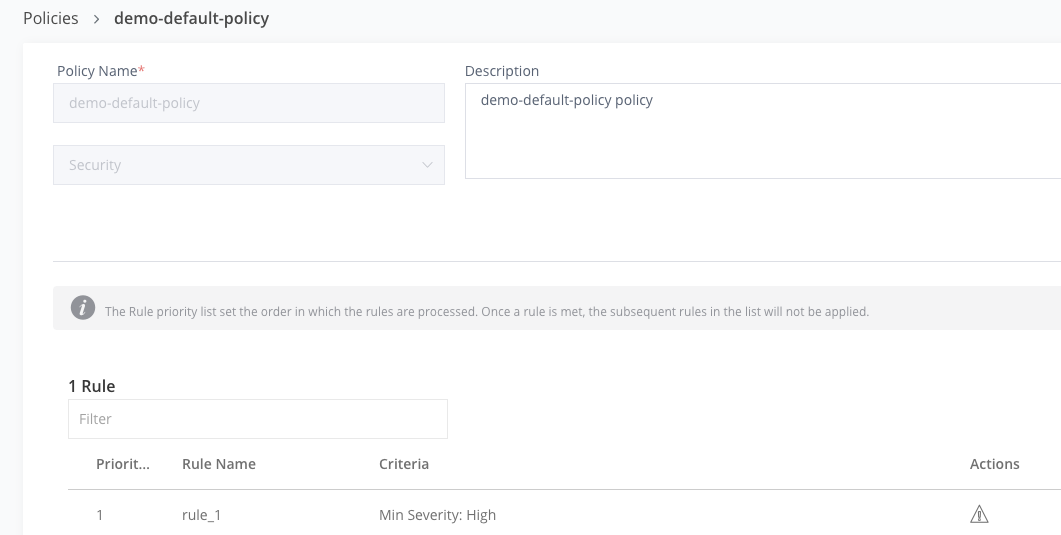 Policies > demo-default-policy
Policy Name*
Description
demo-default-policy
demo-default-policy policy
Security
The Rule priority list set the order in which the rules are processed. Once a rule is met, the subsequent rules in the list will not be applied.
1 Rule
Filter
Priorit... Rule Name Criteria Actions
1 rule_1 Min Severity: High